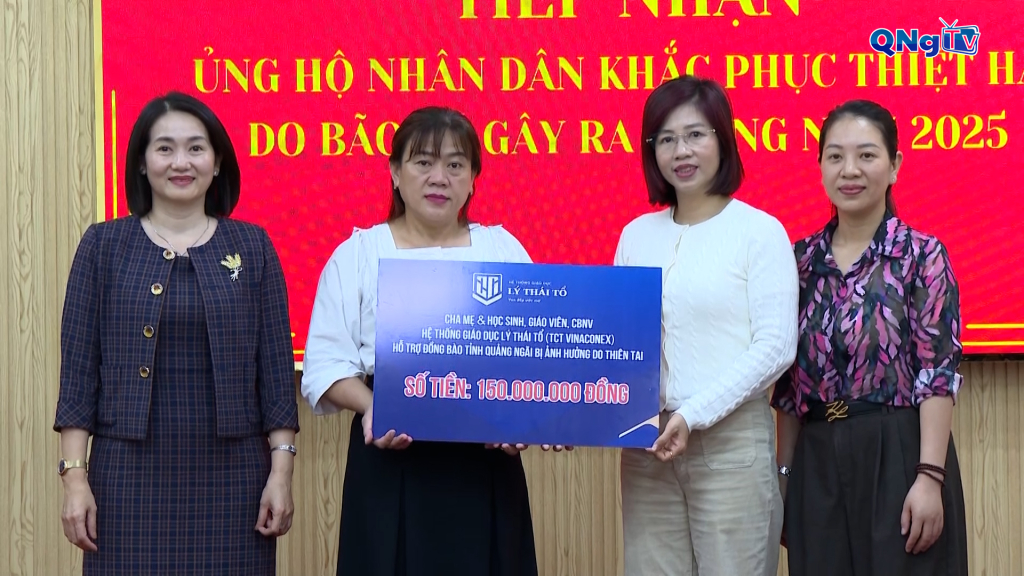 TIẾP NHẬN
QNgTV
ỦNG HỘ NHÂN DÂN KHẮC PHỤC THIỆT HẠ
DO BÃO GÂY RA 2025
HỆ THỐNG GIÁO DỤC
LÝ THÁI TỔ
CHA MẸ & HỌC SINH, GIÁO VIÊN, CBNV
HỆ THỐNG GIÁO DỤC LÝ THÁI TỔ (TCT VINACONEX)
HỖ TRỢ ĐỒNG BÀO TỈNH QUẢNG NGÃI BỊ ẢNH HƯỞNG DO THIÊN TAI
SỐ TIỀN: 150.000.000 ĐỒNG